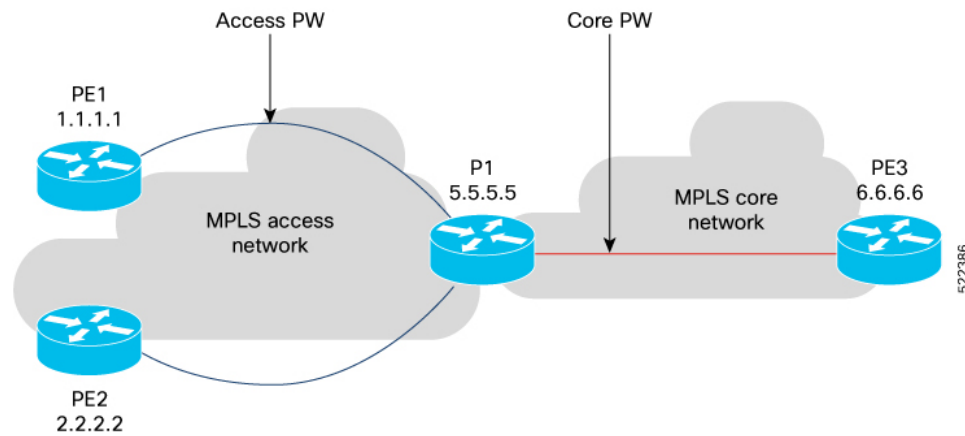 Access PW
Core PW
PE1
1.1.1.1
P1
5.5.5.5
PE3
6.6.6.6
MPLS access
network
MPLS core
network
PE2
2.2.2.2
522386